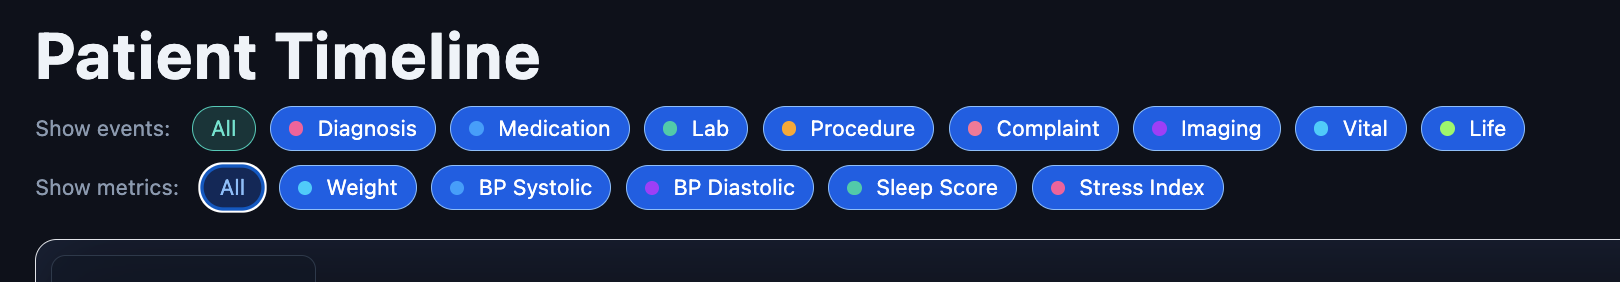 Patient Timeline
Show events: All Diagnosis Medication Lab Procedure Complaint Imaging Vital Life
Show metrics: All Weight BP Systolic BP Diastolic Sleep Score Stress Index